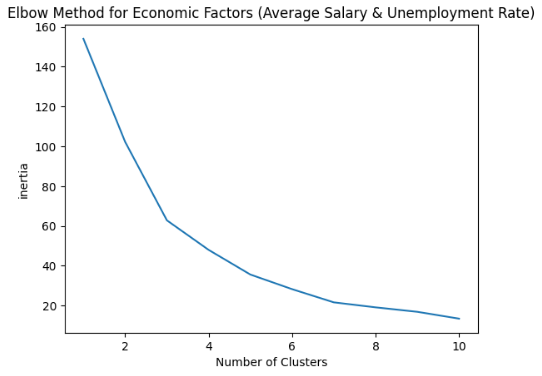 Elbow Method for Economic Factors (Average Salary & Unemployment Rate)
160
140
120
100
80
60
40
20
inertia
2 4 6 8 10
Number of Clusters